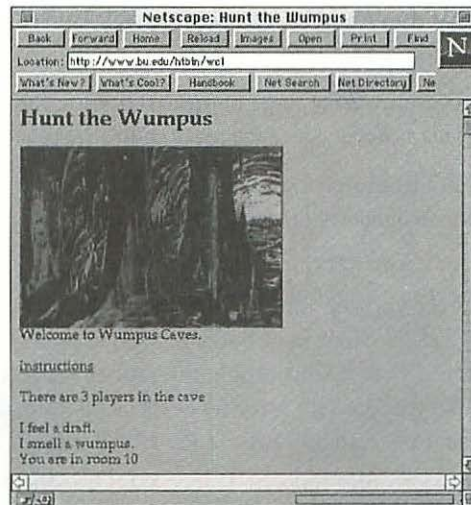 Netscape: Hunt the Wumpus
Back Forward Home Reload Images Open Print Find
N
Location: http://www.bu.edu/htbin/wcl
What's New? What's Cool? Handbook Net Search Net Directory Ne
Hunt the Wumpus
Welcome to Wumpus Caves.
Instructions
There are 3 players in the cave
I feel a draft.
I smell a wumpus.
You are in room 10